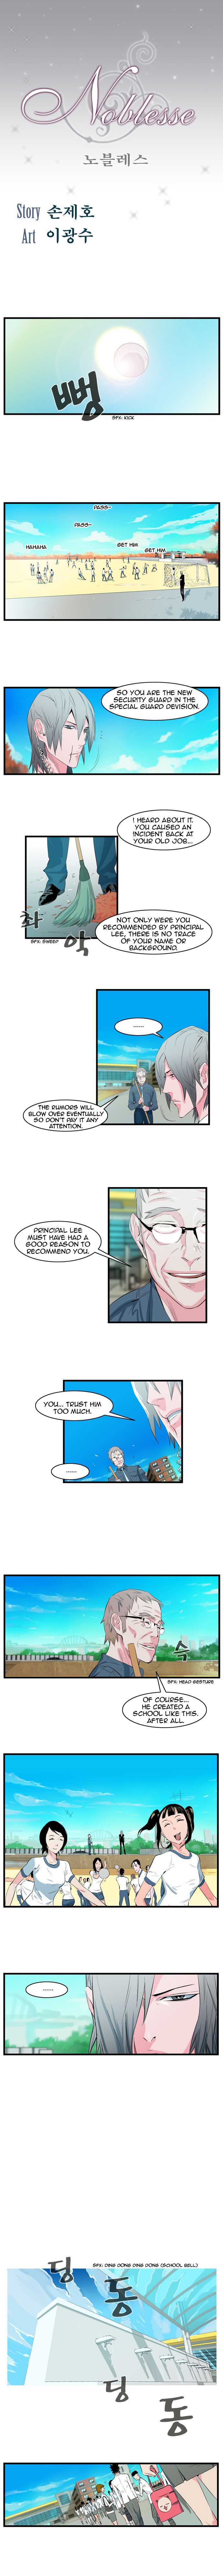 Noblesse
노블레스
Story 손제호
Art 이광수
뻥
SFX: KICK
PASS~
PASS~
HAHAHA
GET HIM
GET HIM
SO YOU ARE THE NEW
SECURITY GUARD IN THE
SPECIAL GUARD DEVISION.
I HEARD ABOUT IT.
YOU CAUSED AN
INCIDENT BACK AT
YOUR OLD JOB...
촤
악
SFX: SWEEP
NOT ONLY WERE YOU
RECOMMENDED BY PRINCIPAL
LEE, THERE IS NO TRACE
OF YOUR NAME OR
BACKGROUND.
......
THE RUMORS WILL
BLOW OVER EVENTUALLY
SO DON'T PAY IT ANY
ATTENTION.
PRINCIPAL LEE
MUST HAVE HAD A
GOOD REASON TO
RECOMMEND YOU.
YOU... TRUST HIM
TOO MUCH.
......
슥
SFX: HEAD GESTURE
OF COURSE...
HE CREATED A
SCHOOL LIKE THIS.
AFTER ALL.
......
SFX: DING DONG DING DONG (SCHOOL BELL)
딩
동
딩
동